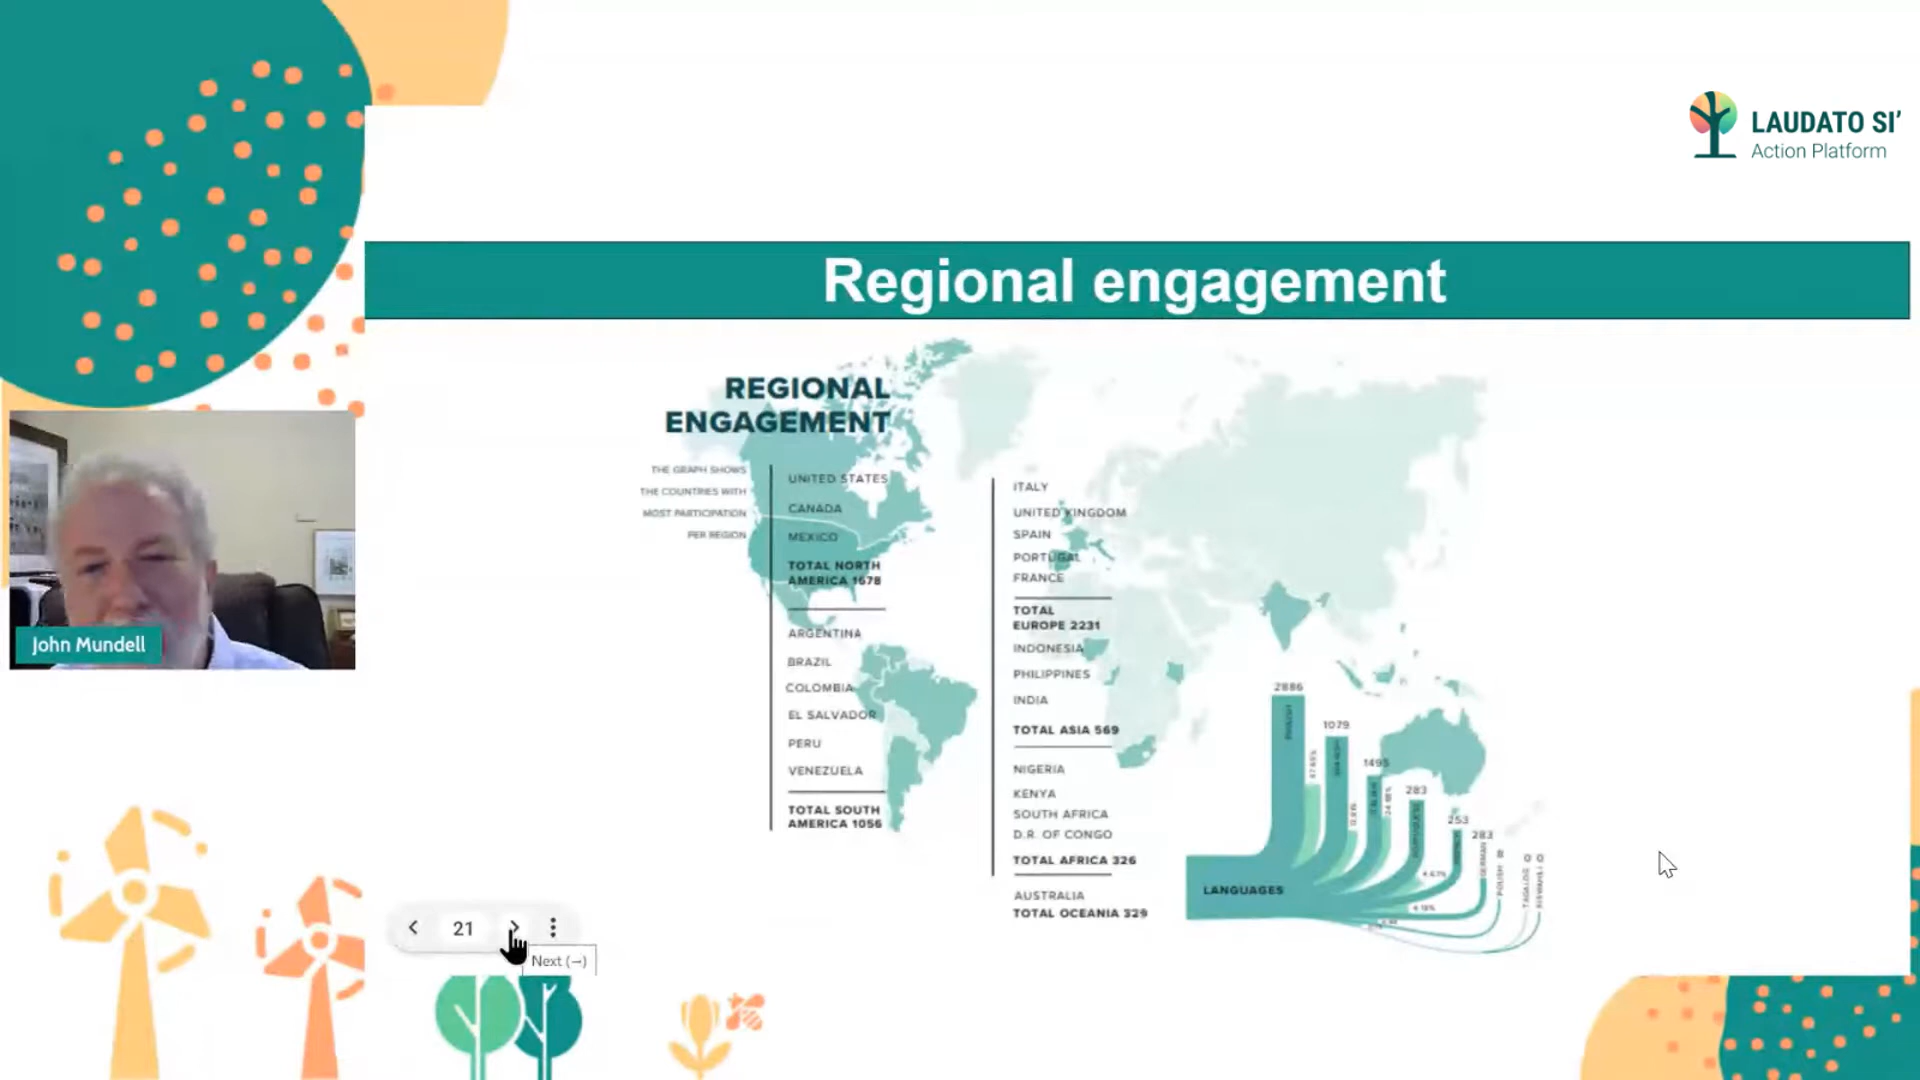 LAUDATO SI’
Action Platform
Regional engagement
REGIONAL
ENGAGEMENT
THE GRAPH SHOWS
THE COUNTRIES WITH
MOST PARTICIPATION
PER REGION
UNITED STATES
CANADA
MEXICO
TOTAL NORTH
AMERICA 1678
ARGENTINA
BRAZIL
COLOMBIA
EL SALVADOR
PERU
VENEZUELA
TOTAL SOUTH
AMERICA 1056
ITALY
UNITED KINGDOM
SPAIN
PORTUGAL
FRANCE
TOTAL
EUROPE 2231
INDONESIA
PHILIPPINES
INDIA
TOTAL ASIA 569
NIGERIA
KENYA
SOUTH AFRICA
D.R. OF CONGO
TOTAL AFRICA 326
AUSTRALIA
TOTAL OCEANIA 329
2886
1079
1495
283
253
283
GERMAN
POLISH
TAGALOG
LANGUAGES
John Mundell
21
Next (→)